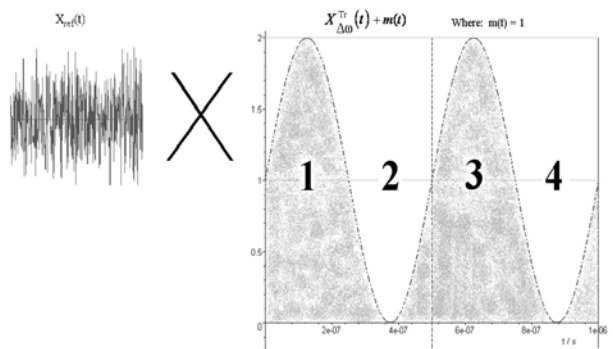 X_ref(t)
X^Tr_Δω(t) + m(t) Where: m(t) = 1
2
1.5
1
0.5
0
1 2 3 4
2e-07 4e-07 6e-07 8e-07 1e-06
t / s